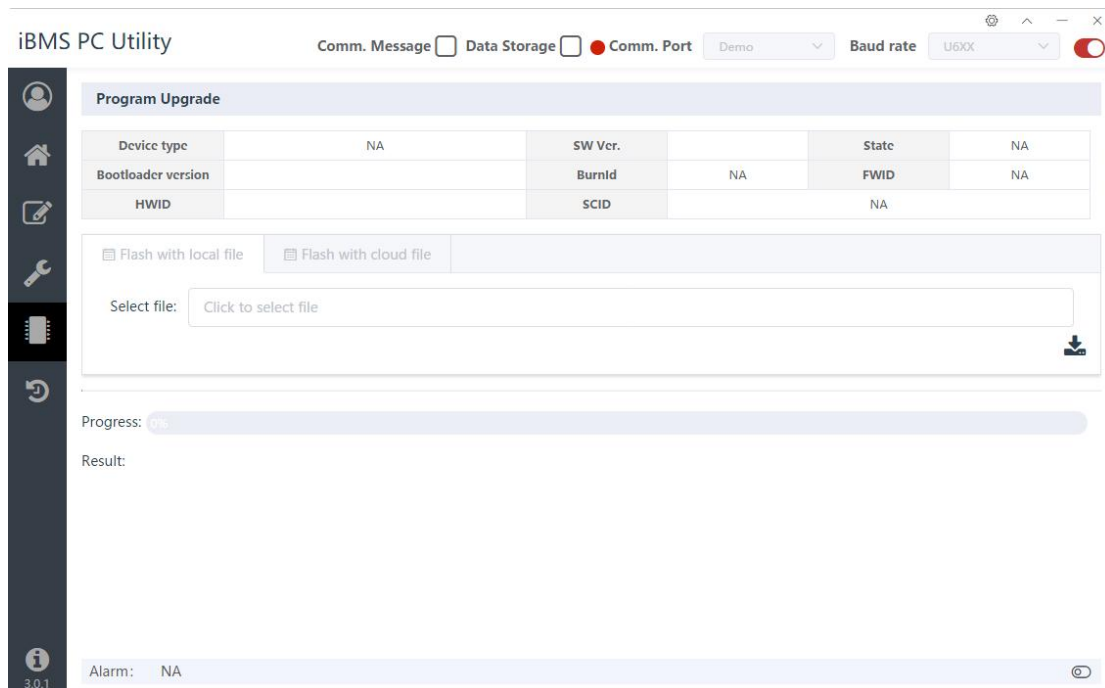 iBMS PC Utility
Comm. Message Data Storage Comm. Port Demo Baud rate U6XX
Program Upgrade
Device type NA SW Ver. State NA
Bootloader version BurnId NA FWID NA
HWID SCID NA
Flash with local file Flash with cloud file
Select file: Click to select file
Progress: 0%
Result:
Alarm: NA
3.0.1